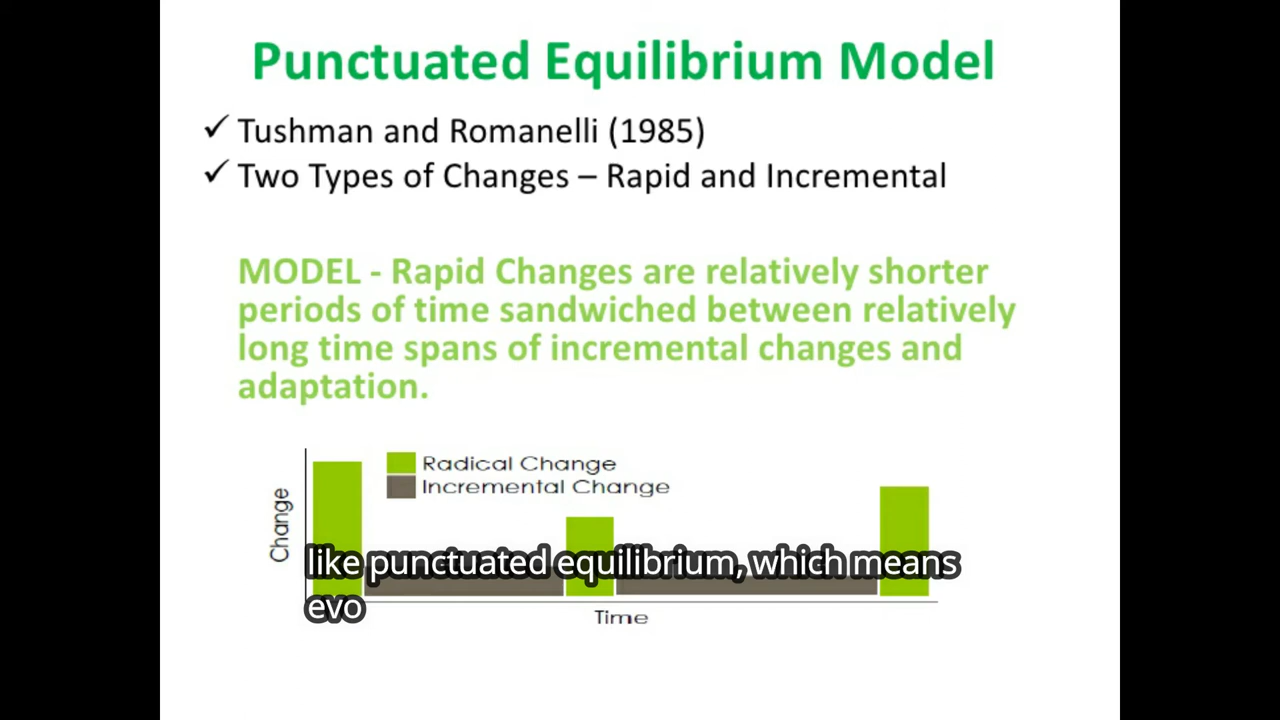 Punctuated Equilibrium Model
✓ Tushman and Romanelli (1985)
✓ Two Types of Changes – Rapid and Incremental
MODEL - Rapid Changes are relatively shorter
periods of time sandwiched between relatively
long time spans of incremental changes and
adaptation.
Radical Change
Incremental Change
Change
like punctuated equilibrium, which means
evo
Time